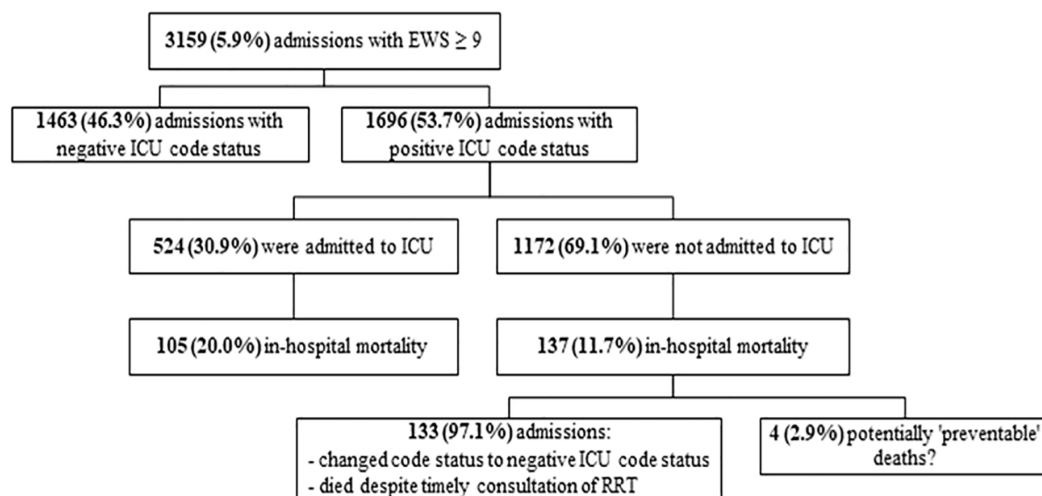 3159 (5.9%) admissions with EWS ≥ 9
1463 (46.3%) admissions with
negative ICU code status
1696 (53.7%) admissions with
positive ICU code status
524 (30.9%) were admitted to ICU
1172 (69.1%) were not admitted to ICU
105 (20.0%) in-hospital mortality
137 (11.7%) in-hospital mortality
133 (97.1%) admissions:
- changed code status to negative ICU code status
- died despite timely consultation of RRT
4 (2.9%) potentially 'preventable'
deaths?